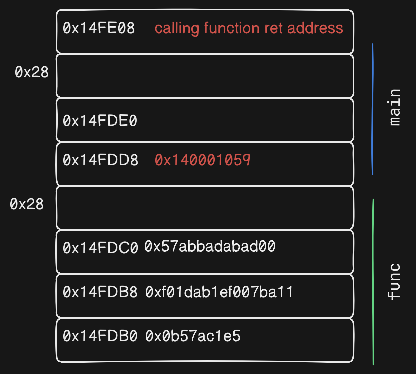 0x14FE08 calling function ret address
0x28
0x14FDE0
main
0x14FDD8 0x140001059
0x28
0x14FDC0 0x57abbadabad00
func
0x14FDB8 0xf01dab1ef007ba11
0x14FDB0 0x0b57ac1e5